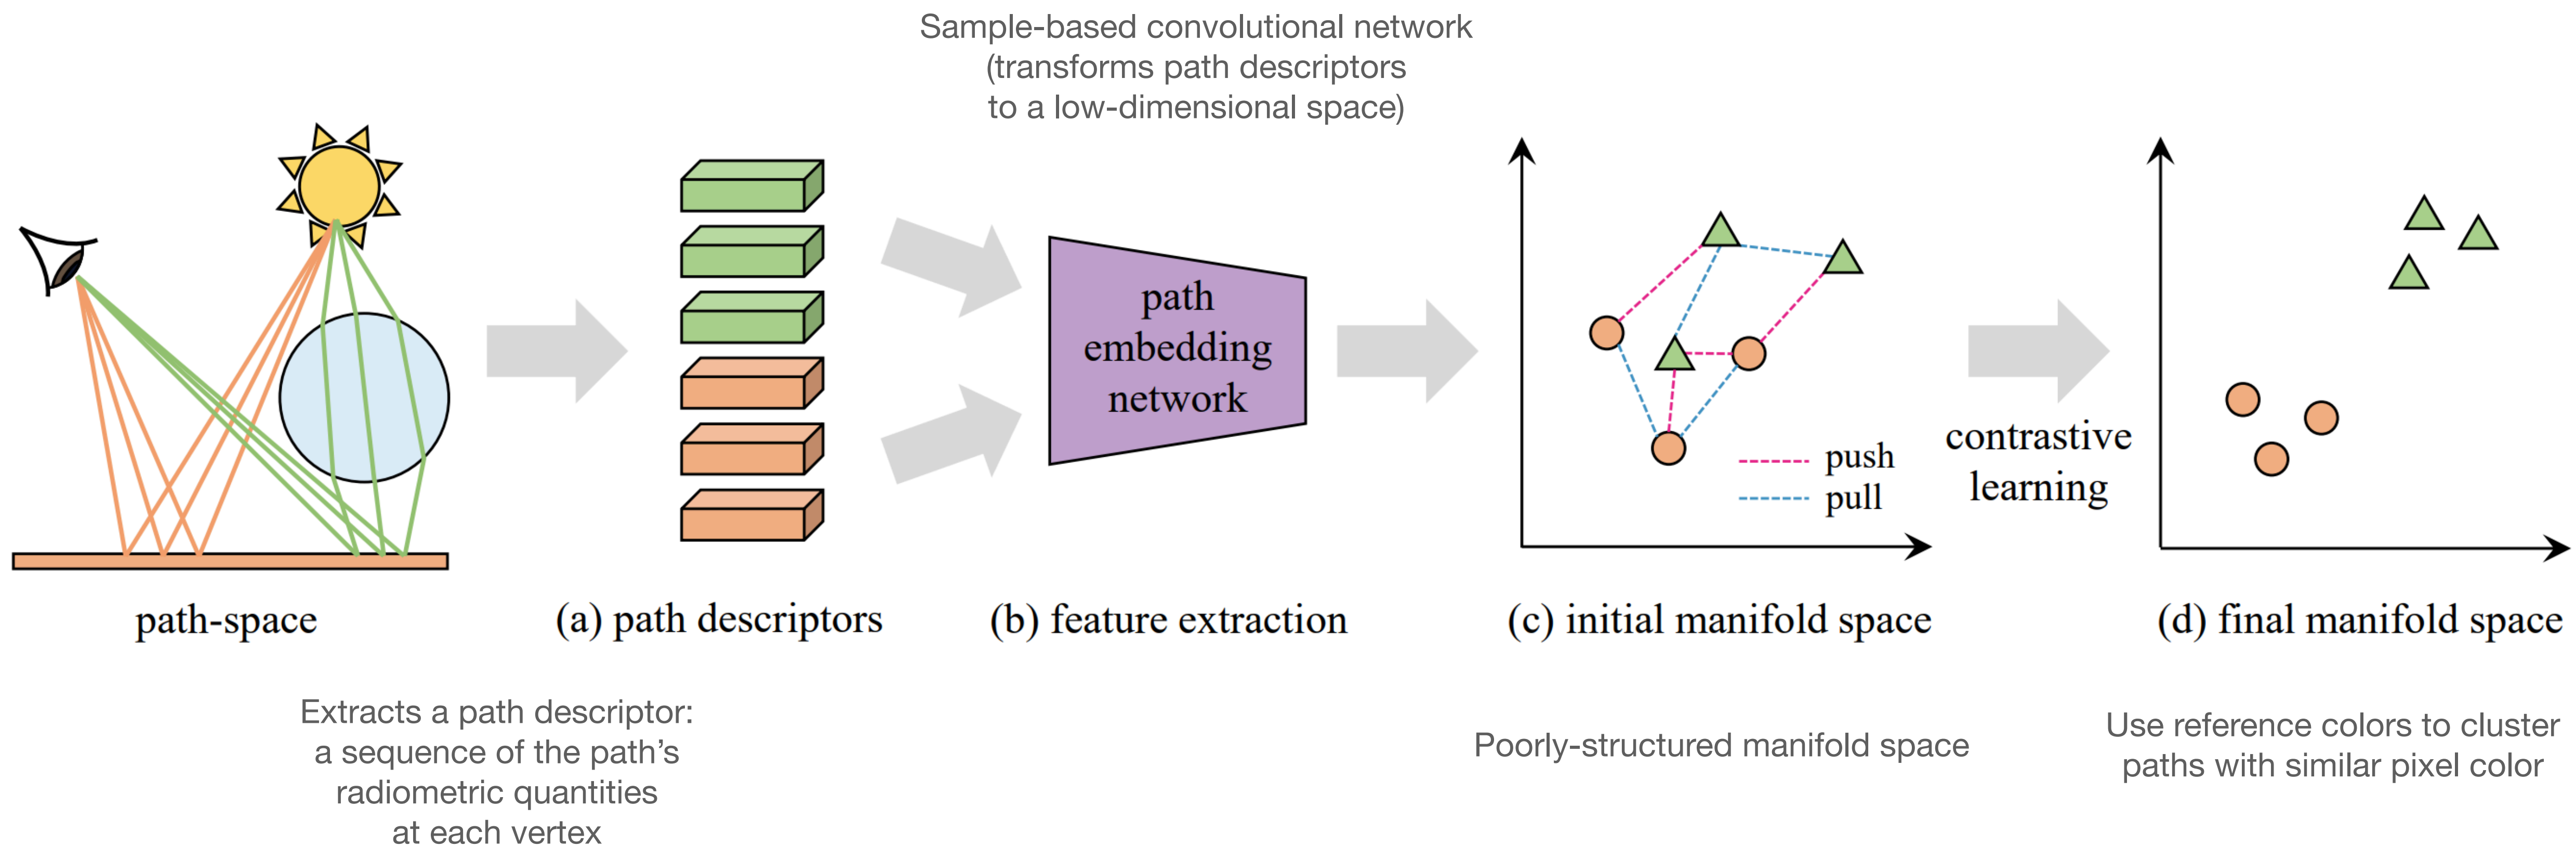 Sample-based convolutional network
(transforms path descriptors
to a low-dimensional space)
path
embedding
network
push
pull
contrastive
learning
path-space
(a) path descriptors
(b) feature extraction
(c) initial manifold space
(d) final manifold space
Extracts a path descriptor:
a sequence of the path’s
radiometric quantities
at each vertex
Poorly-structured manifold space
Use reference colors to cluster
paths with similar pixel color